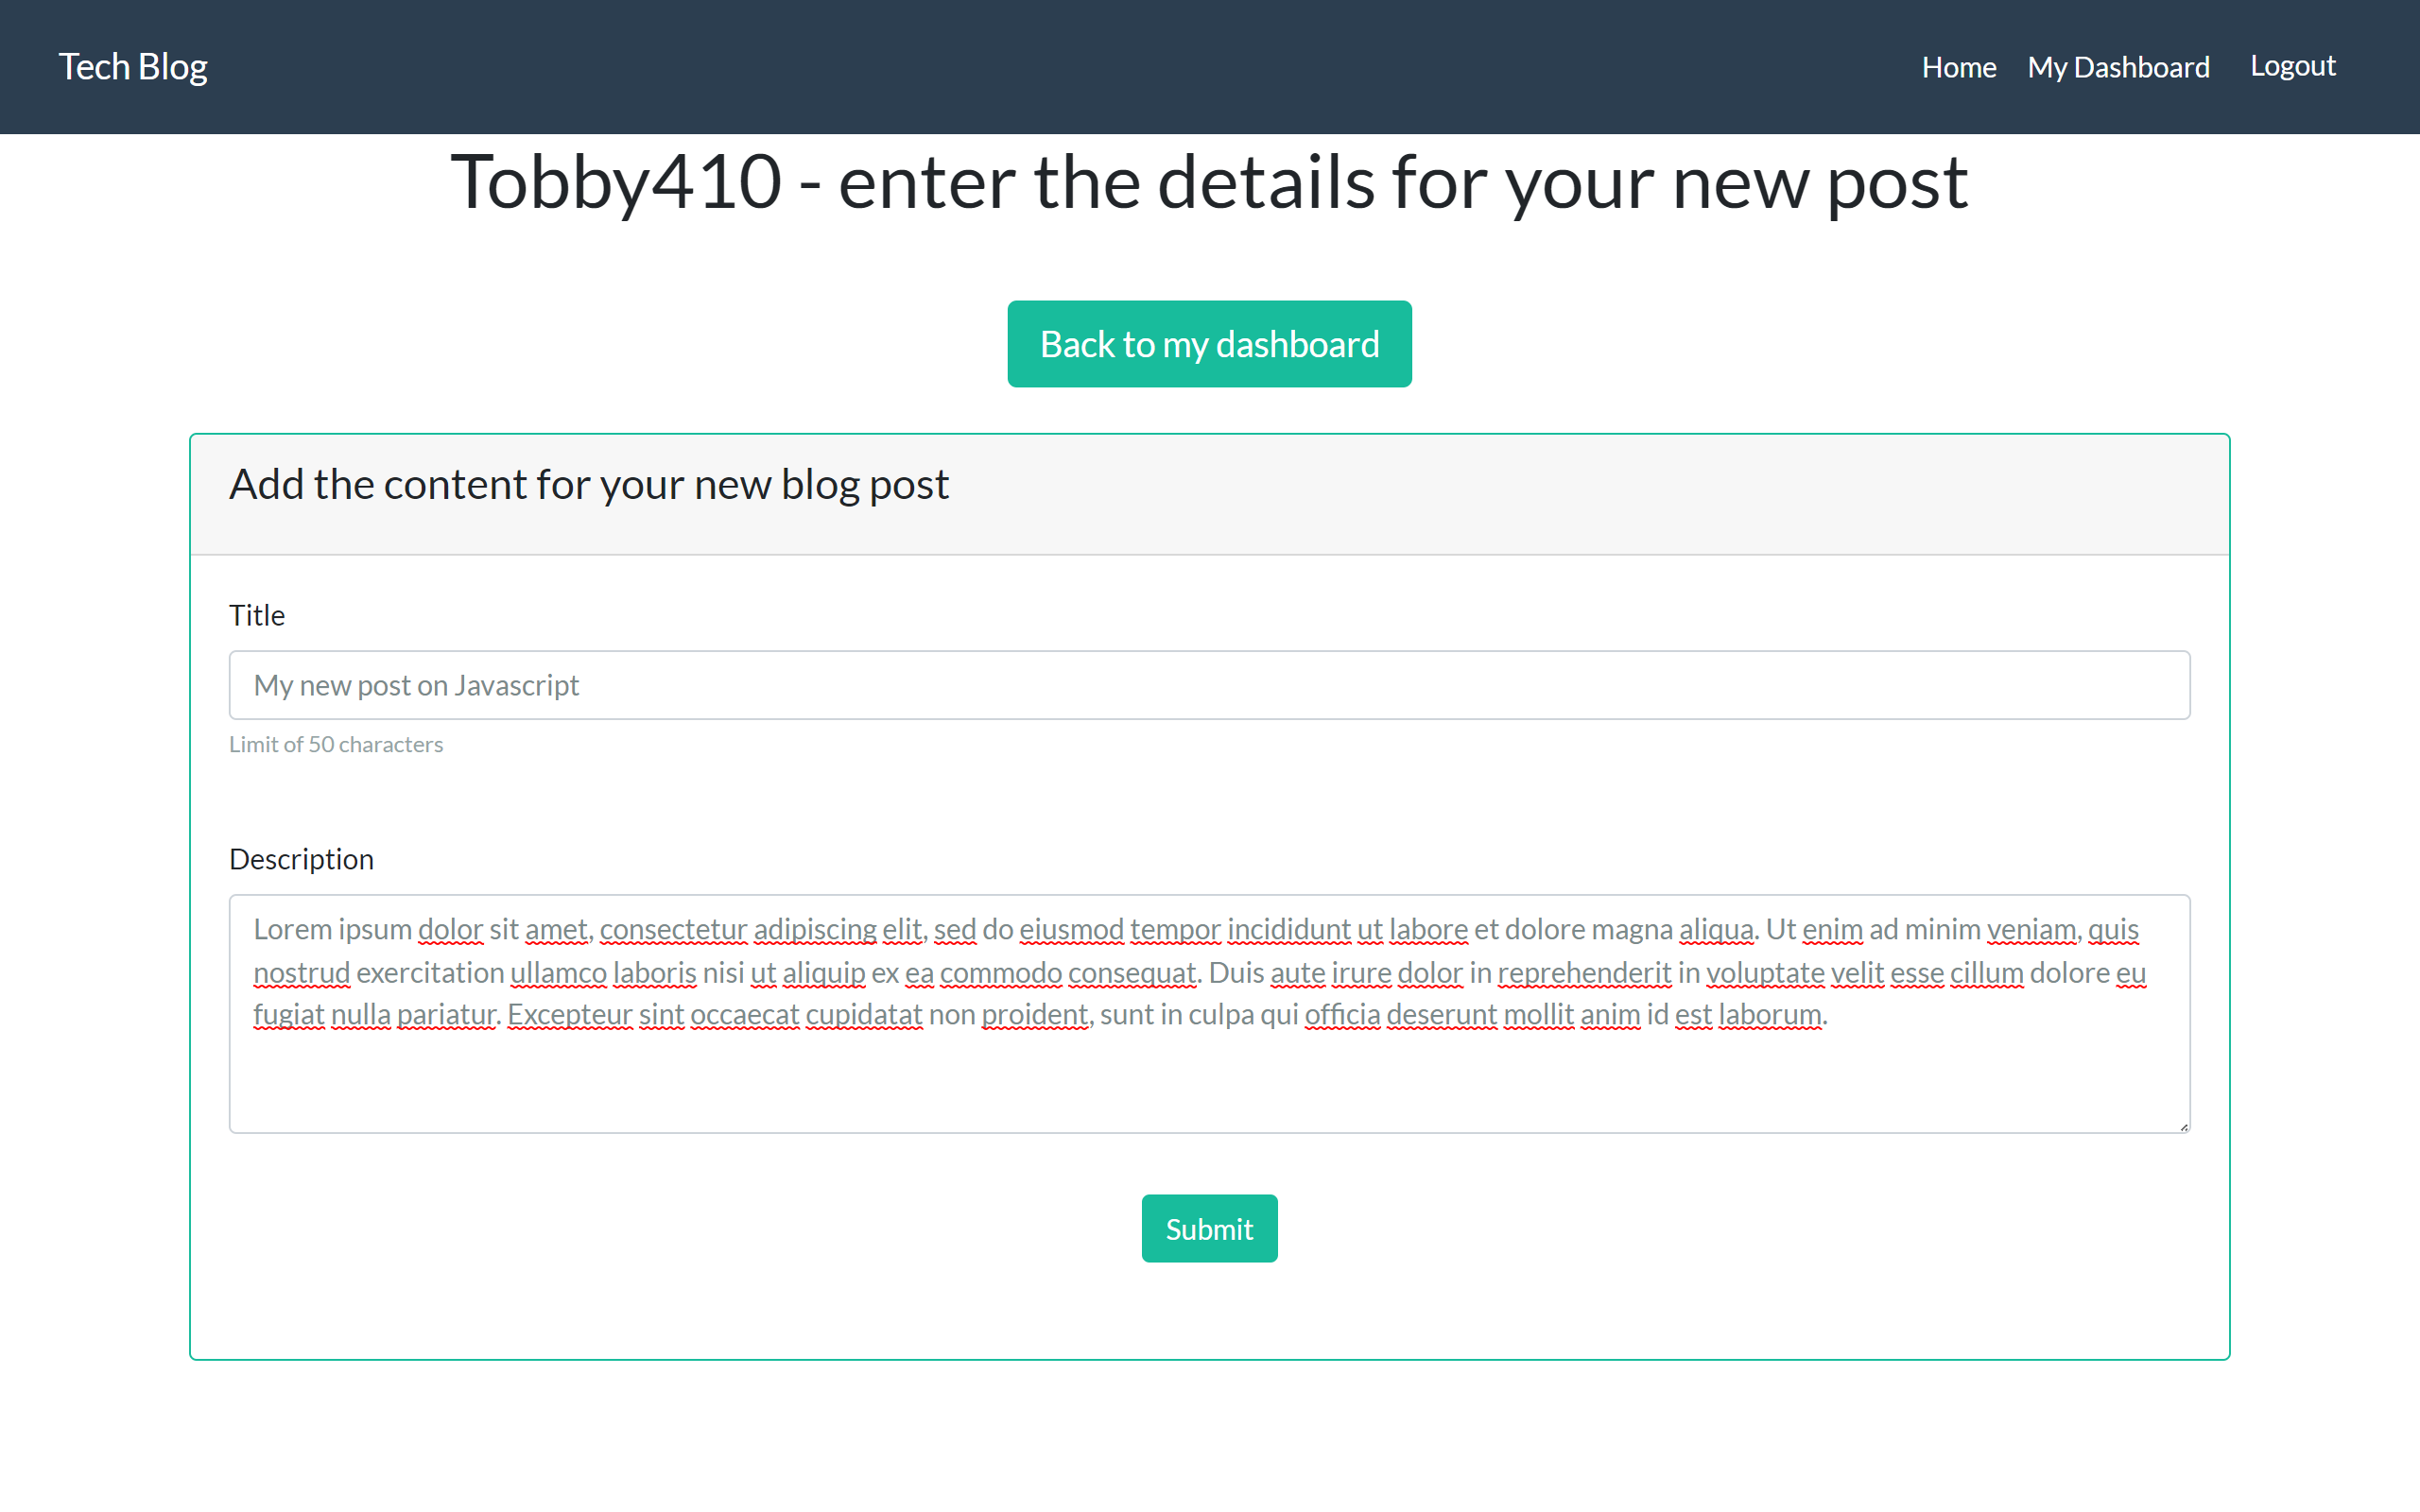 Tech Blog
Home My Dashboard Logout
Tobby410 - enter the details for your new post
Back to my dashboard
Add the content for your new blog post
Title
My new post on Javascript
Limit of 50 characters
Description
Lorem ipsum dolor sit amet, consectetur adipiscing elit, sed do eiusmod tempor incididunt ut labore et dolore magna aliqua. Ut enim ad minim veniam, quis
nostrud exercitation ullamco laboris nisi ut aliquip ex ea commodo consequat. Duis aute irure dolor in reprehenderit in voluptate velit esse cillum dolore eu
fugiat nulla pariatur. Excepteur sint occaecat cupidatat non proident, sunt in culpa qui officia deserunt mollit anim id est laborum.
Submit